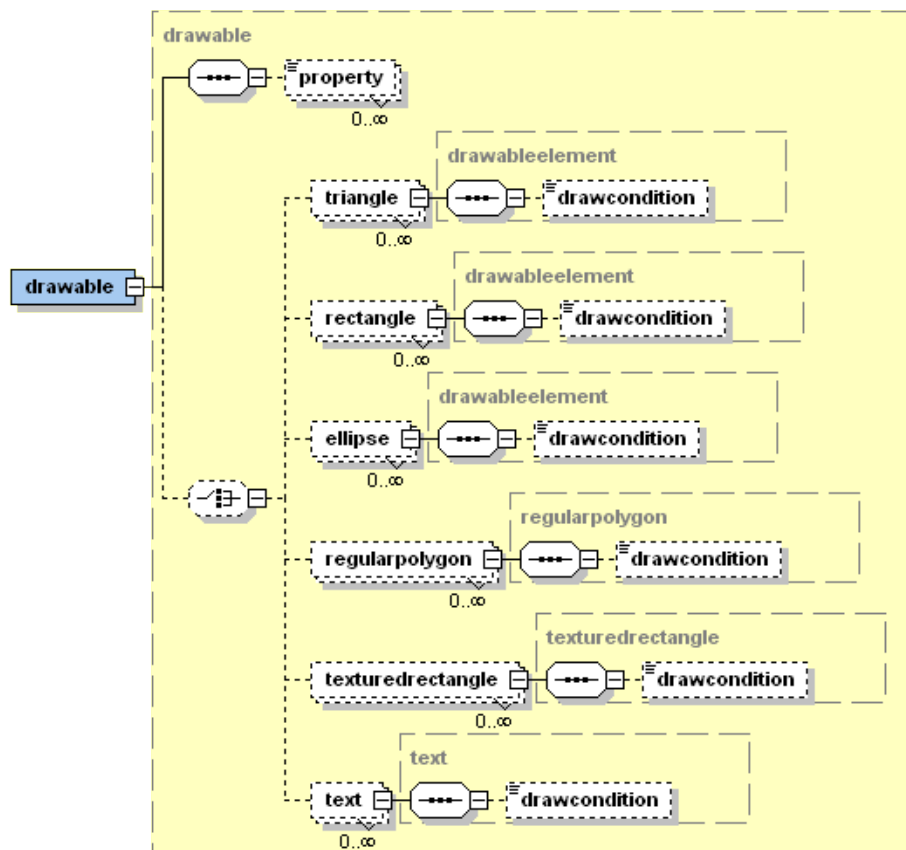 drawable
property
0..∞
drawableelement
triangle
drawcondition
0..∞
drawableelement
drawable
rectangle
drawcondition
0..∞
drawableelement
ellipse
drawcondition
0..∞
regularpolygon
regularpolygon
drawcondition
0..∞
texturedrectangle
texturedrectangle
drawcondition
0..∞
text
text
drawcondition
0..∞